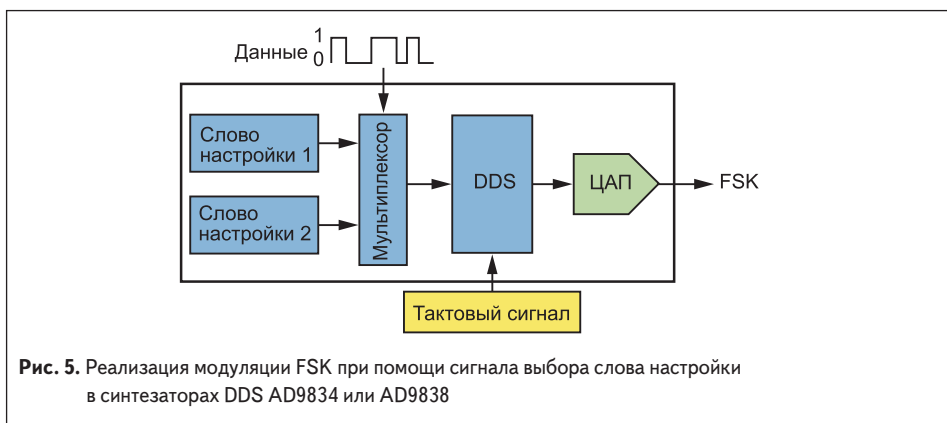 Данные
1
0
Слово
настройки 1
Слово
настройки 2
Мультиплексор
DDS
ЦАП
FSK
Тактовый сигнал
Рис. 5. Реализация модуляции FSK при помощи сигнала выбора слова настройки
в синтезаторах DDS AD9834 или AD9838